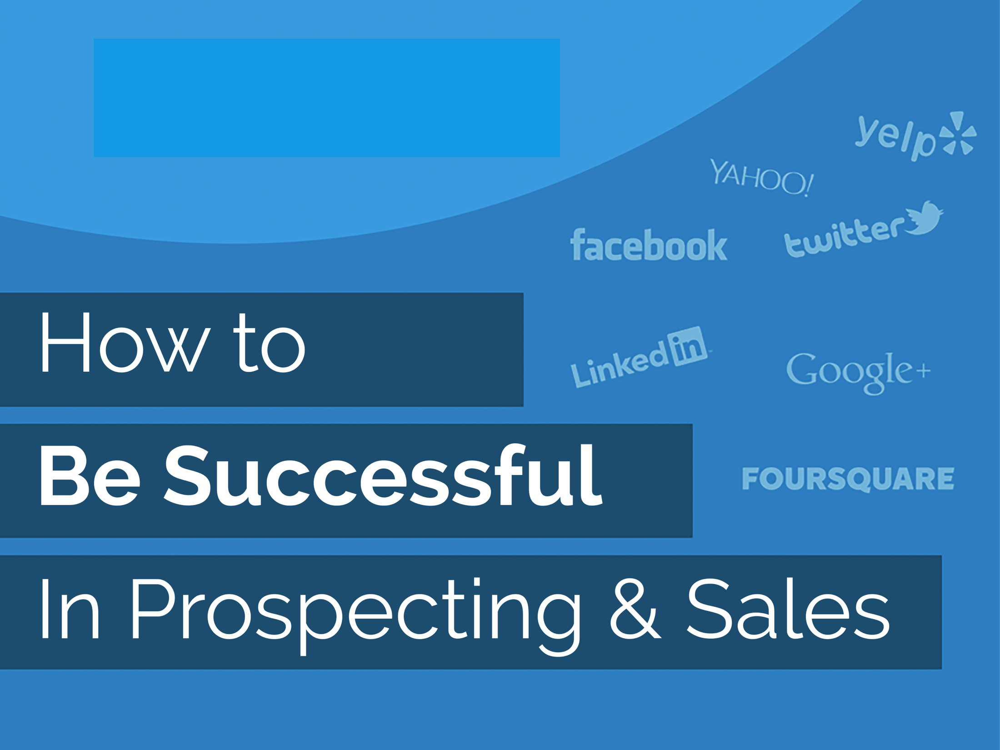 yelp
YAHOO!
facebook
twitter
How to
Linkedin
Google+
Be Successful
FOURSQUARE
In Prospecting & Sales